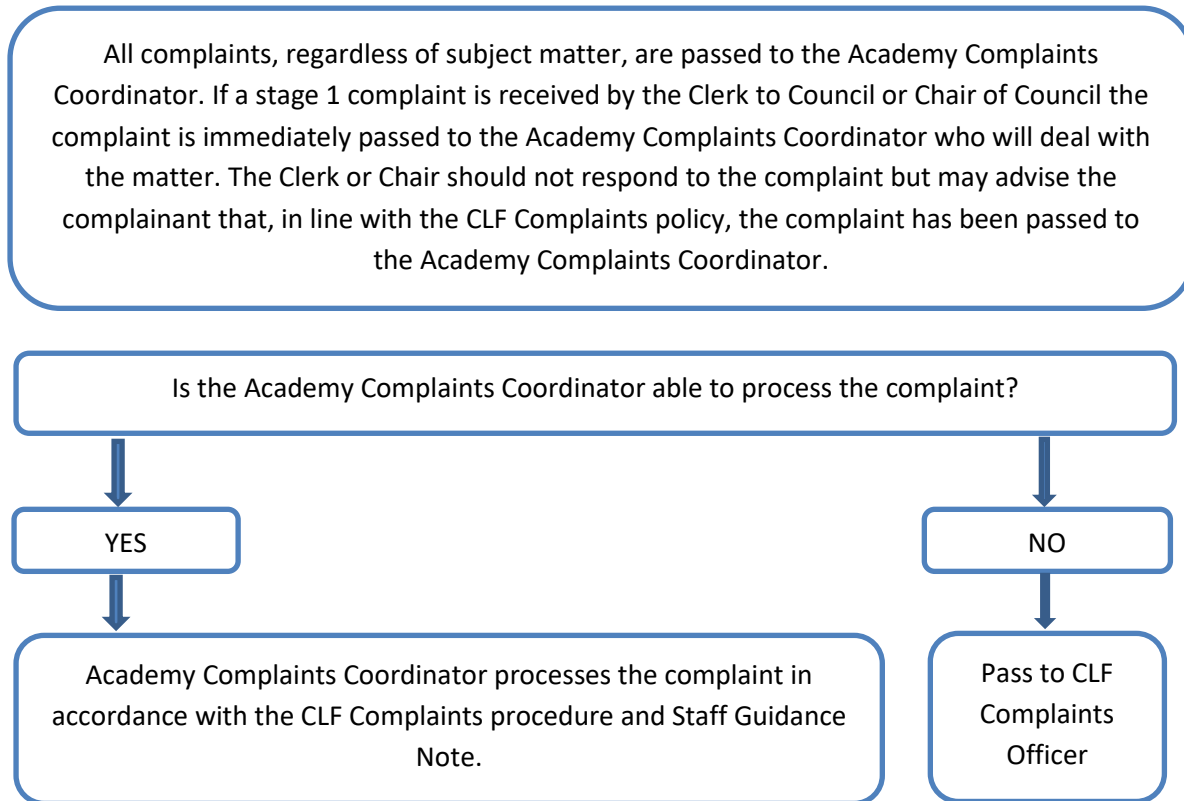 All complaints, regardless of subject matter, are passed to the Academy Complaints
Coordinator. If a stage 1 complaint is received by the Clerk to Council or Chair of Council the
complaint is immediately passed to the Academy Complaints Coordinator who will deal with
the matter. The Clerk or Chair should not respond to the complaint but may advise the
complainant that, in line with the CLF Complaints policy, the complaint has been passed to
the Academy Complaints Coordinator.
Is the Academy Complaints Coordinator able to process the complaint?
YES
NO
Academy Complaints Coordinator processes the complaint in
accordance with the CLF Complaints procedure and Staff Guidance
Note.
Pass to CLF
Complaints
Officer